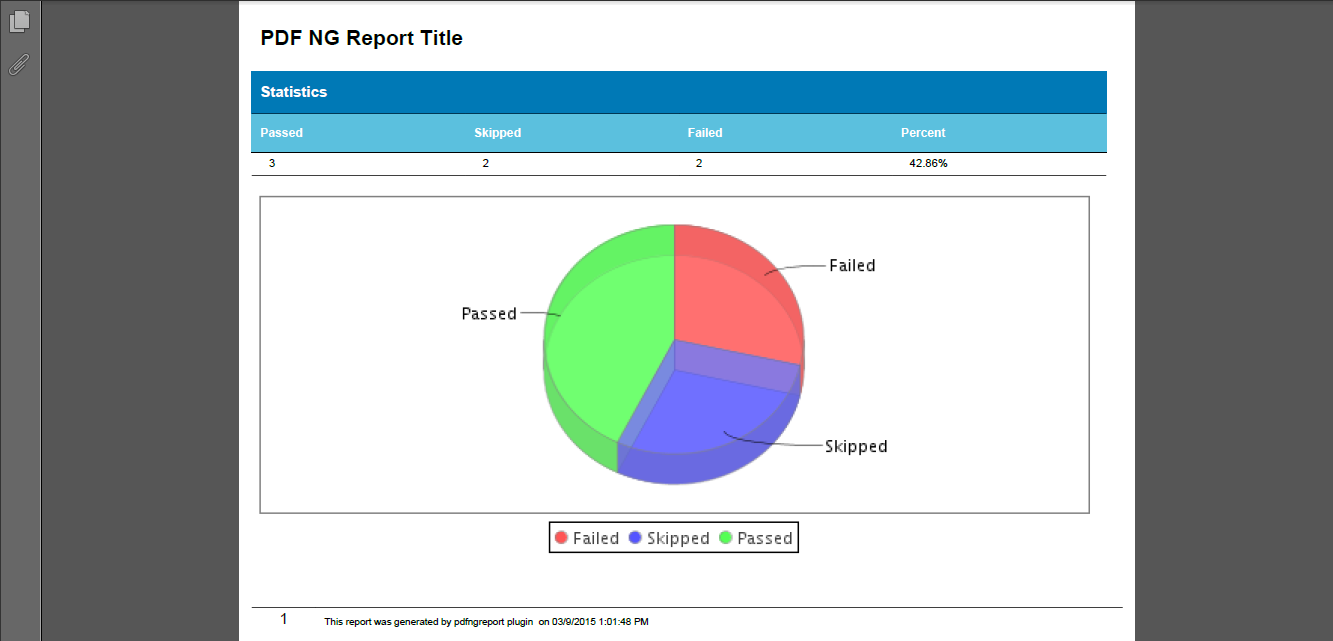 PDF NG Report Title
Statistics
Passed Skipped Failed Percent
3 2 2 42.86%
Failed
Passed
Skipped
Failed Skipped Passed
1 This report was generated by pdfngreport plugin on 03/9/2015 1:01:48 PM